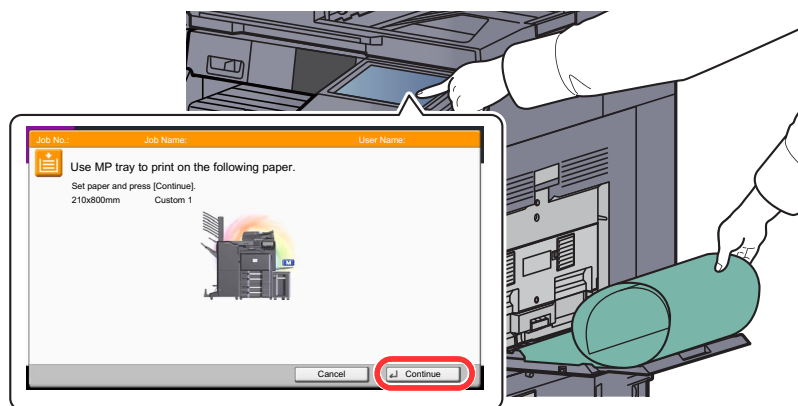 Job No.: Job Name: User Name:
Use MP tray to print on the following paper.
Set paper and press [Continue].
210x800mm Custom 1
M
Cancel Continue